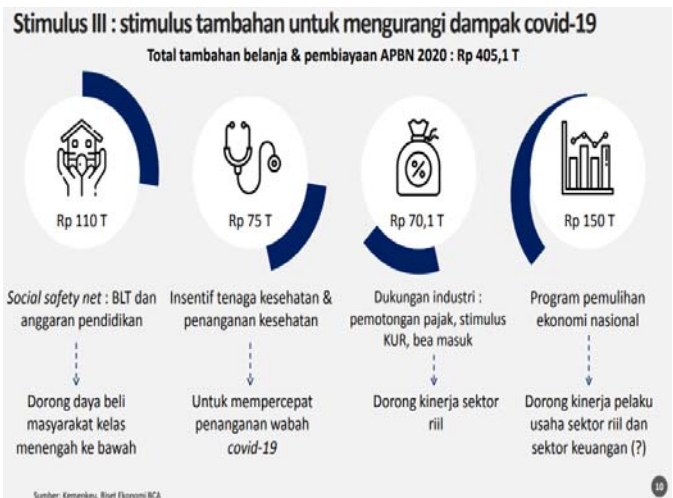 Stimulus III : stimulus tambahan untuk mengurangi dampak covid-19
Total tambahan belanja & pembiayaan APBN 2020 : Rp 405,1 T
%
Rp 110 T
Rp 75 T
Rp 70,1 T
Rp 150 T
Social safety net : BLT dan
anggaran pendidikan
Insentif tenaga kesehatan &
penanganan kesehatan
Dukungan industri :
pemotongan pajak, stimulus
KUR, bea masuk
Program pemulihan
ekonomi nasional
Dorong daya beli
masyarakat kelas
menengah ke bawah
Untuk mempercepat
penanganan wabah
covid-19
Dorong kinerja sektor
riil
Dorong kinerja pelaku
usaha sektor riil dan
sektor keuangan (?)
Sumber: Kemenkeu, Riset Ekonomi BCA
10